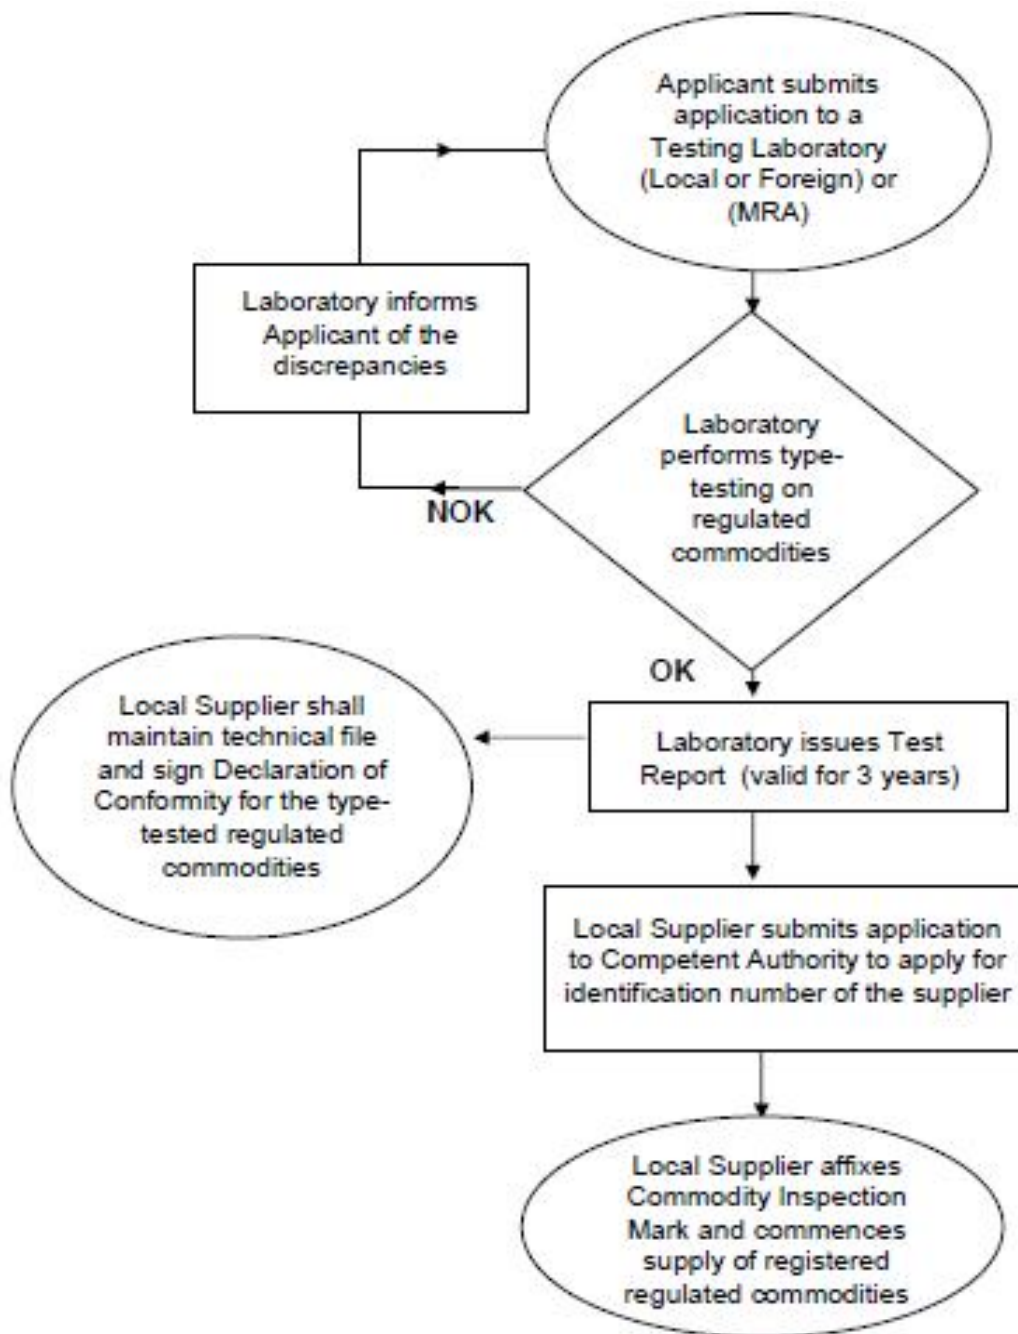 Applicant submits
application to a
Testing Laboratory
(Local or Foreign) or
(MRA)
Laboratory informs
Applicant of the
discrepancies
Laboratory
performs type-
testing on
regulated
commodities
NOK
OK
Local Supplier shall
maintain technical file
and sign Declaration of
Conformity for the type-
tested regulated
commodities
Laboratory issues Test
Report (valid for 3 years)
Local Supplier submits application
to Competent Authority to apply for
identification number of the supplier
Local Supplier affixes
Commodity Inspection
Mark and commences
supply of registered
regulated commodities